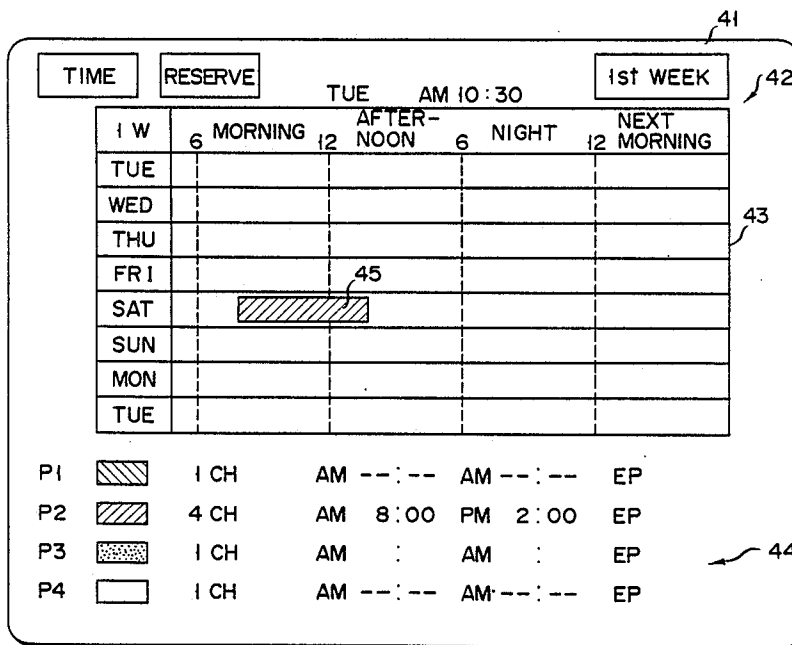 41
TIME RESERVE 1st WEEK
TUE AM 10:30 42
1 W 6 MORNING 12 AFTER-NOON 6 NIGHT 12 NEXT MORNING
TUE
WED
THU 43
FRI 45
SAT
SUN
MON
TUE
P1 1 CH AM --:-- AM --:-- EP
P2 4 CH AM 8:00 PM 2:00 EP
P3 1 CH AM : AM : EP 44
P4 1 CH AM --:-- AM --:-- EP